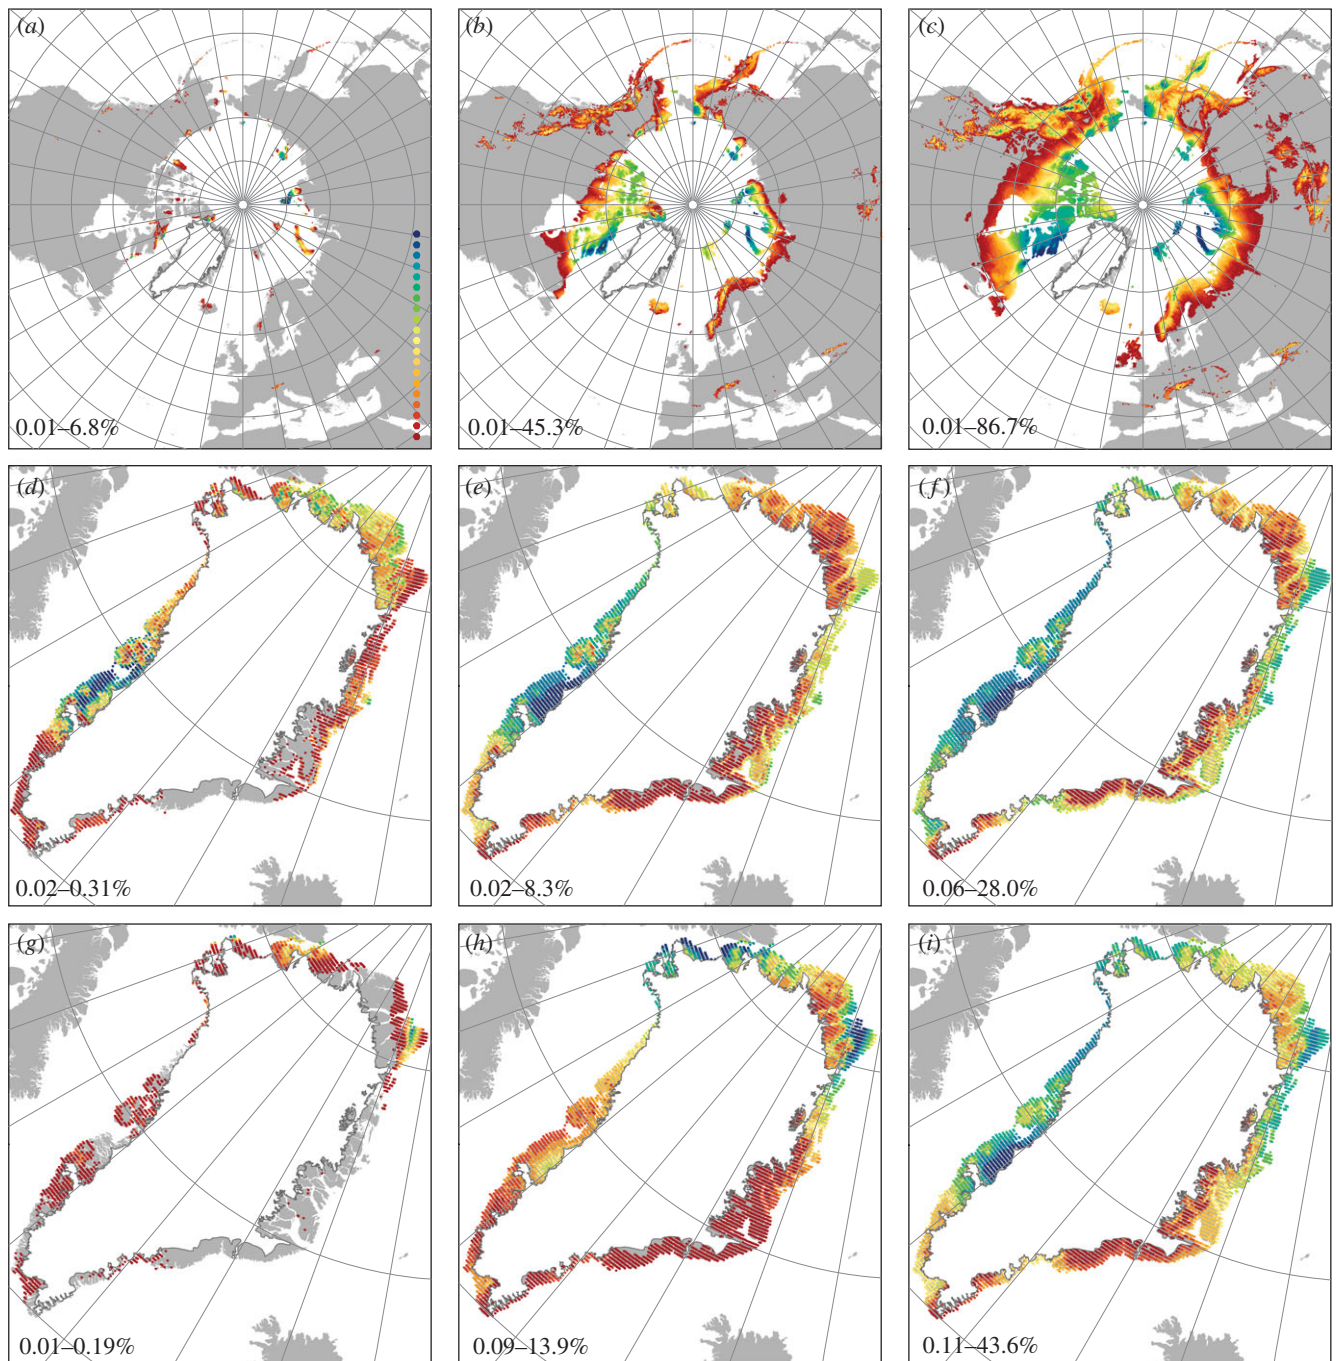 (a)
(b)
(c)
0.01–6.8%
0.01–45.3%
0.01–86.7%
(d)
(e)
(f)
0.02–0.31%
0.02–8.3%
0.06–28.0%
(g)
(h)
(i)
0.01–0.19%
0.09–13.9%
0.11–43.6%